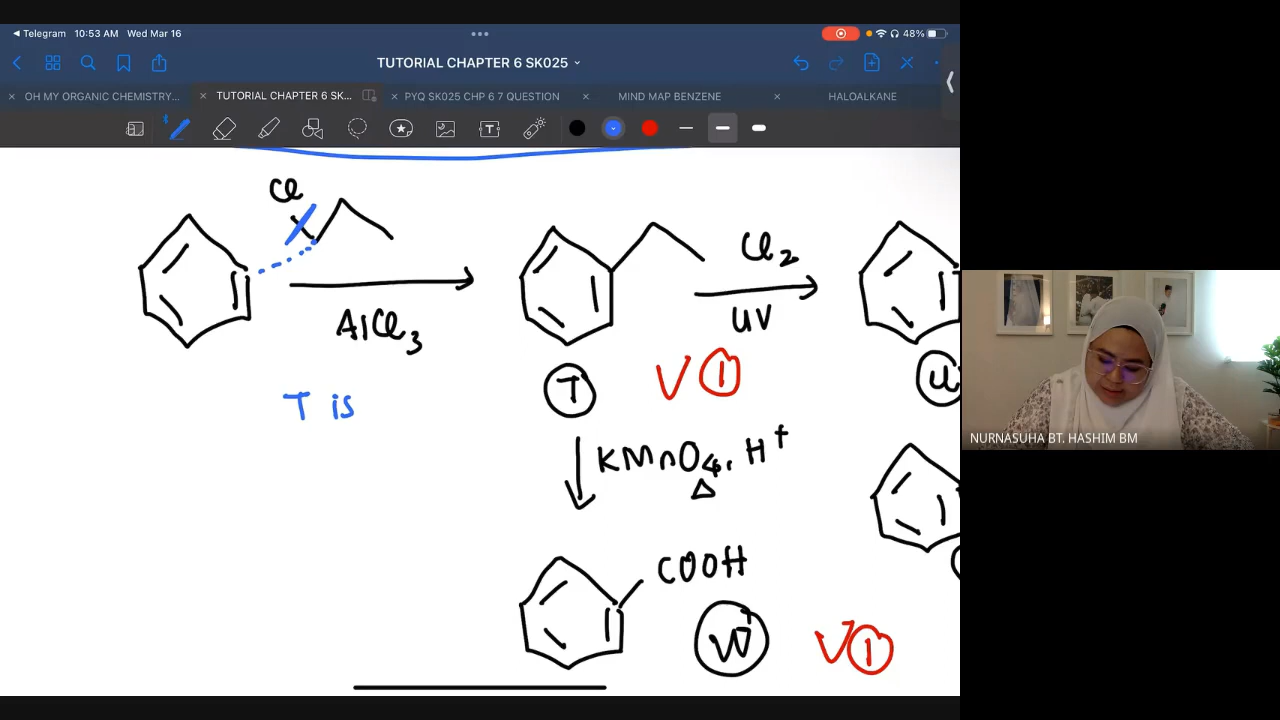 Telegram 10:53 AM Wed Mar 16 48%
TUTORIAL CHAPTER 6 SK025
OH MY ORGANIC CHEMISTRY... TUTORIAL CHAPTER 6 SK... PYQ SK025 CHP 6 7 QUESTION MIND MAP BENZENE HALOALKANE
T
Cl
AlCl3
Cl2
UV
T
1
U
T is
KMnO4, H+
Δ
COOH
W
1
NURNASUHA BT. HASHIM BM